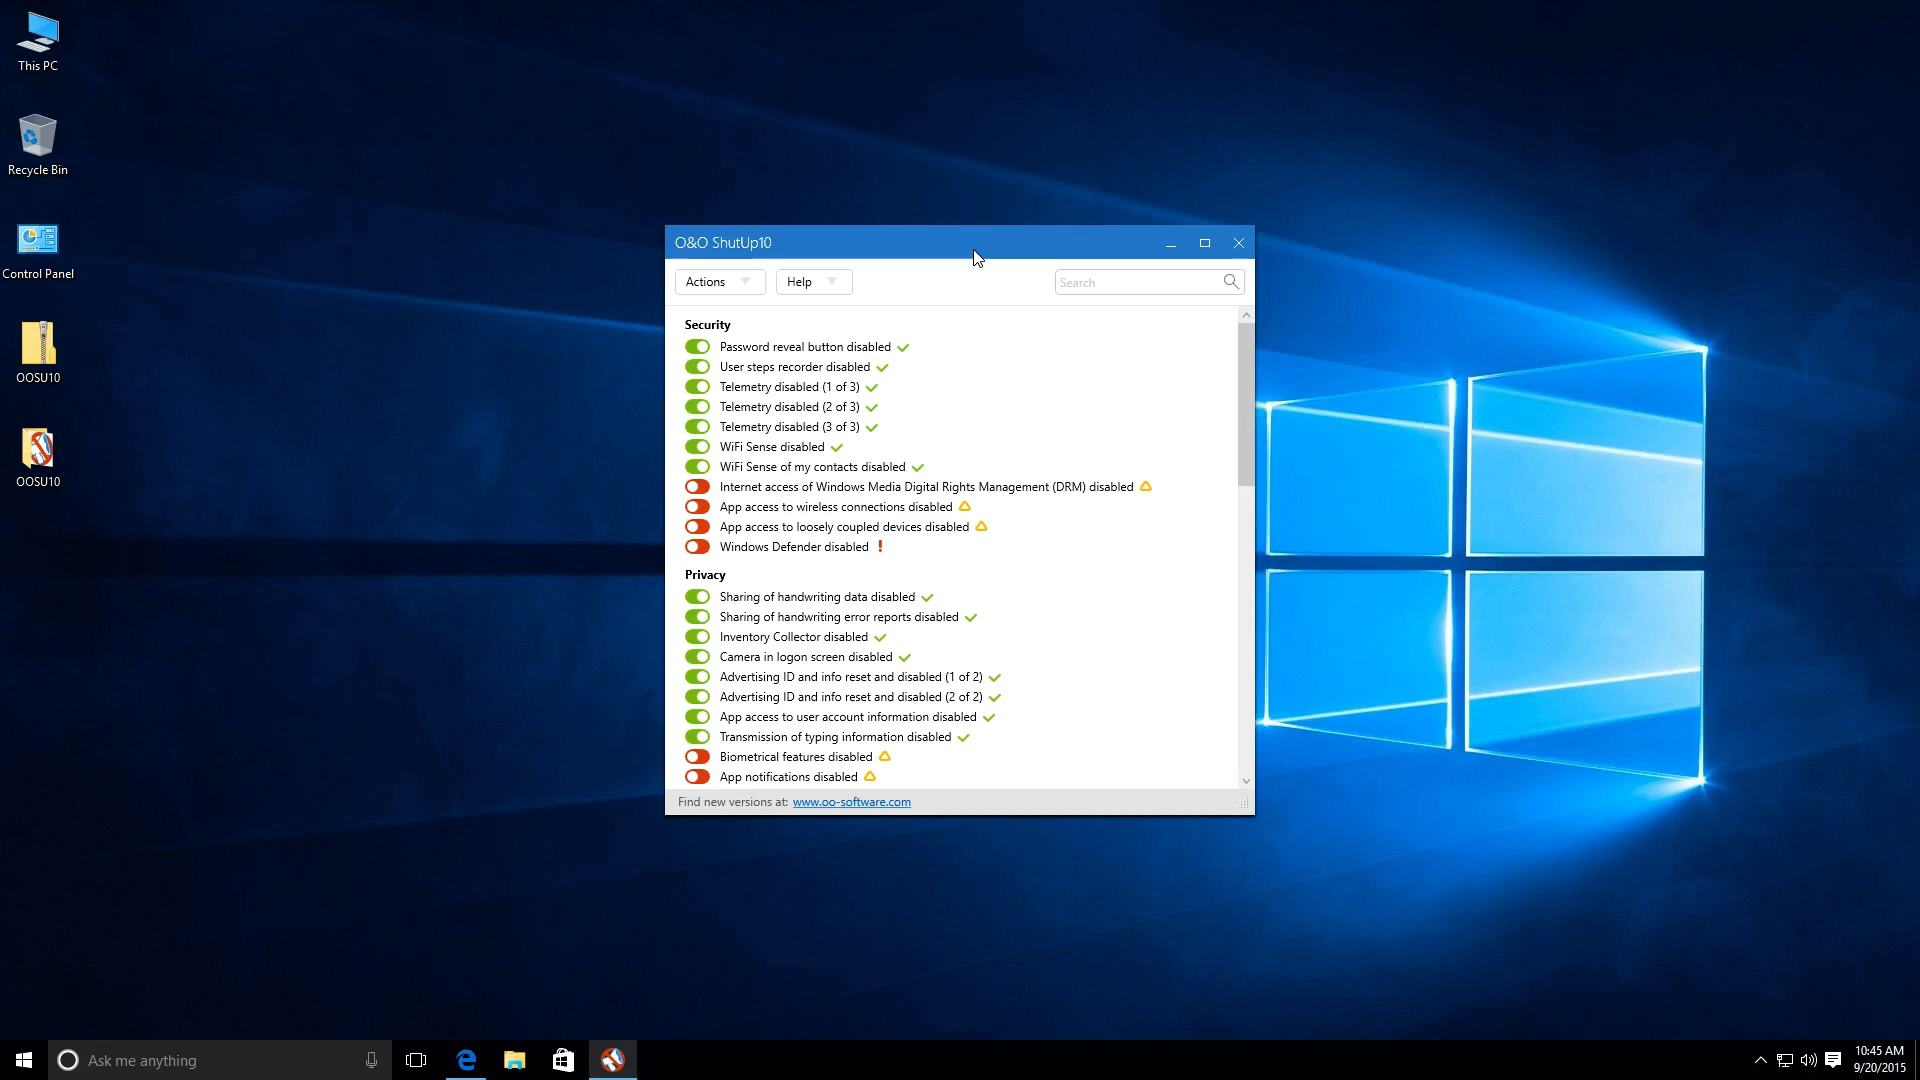 This PC
Recycle Bin
Control Panel
OOSU10
OOSU10
O&O ShutUp10
Actions
Help
Search
Security
Password reveal button disabled
User steps recorder disabled
Telemetry disabled (1 of 3)
Telemetry disabled (2 of 3)
Telemetry disabled (3 of 3)
WiFi Sense disabled
WiFi Sense of my contacts disabled
Internet access of Windows Media Digital Rights Management (DRM) disabled
App access to wireless connections disabled
App access to loosely coupled devices disabled
Windows Defender disabled
Privacy
Sharing of handwriting data disabled
Sharing of handwriting error reports disabled
Inventory Collector disabled
Camera in logon screen disabled
Advertising ID and info reset and disabled (1 of 2)
Advertising ID and info reset and disabled (2 of 2)
App access to user account information disabled
Transmission of typing information disabled
Biometrical features disabled
App notifications disabled
Find new versions at: www.oo-software.com
Ask me anything
10:45 AM
9/20/2015